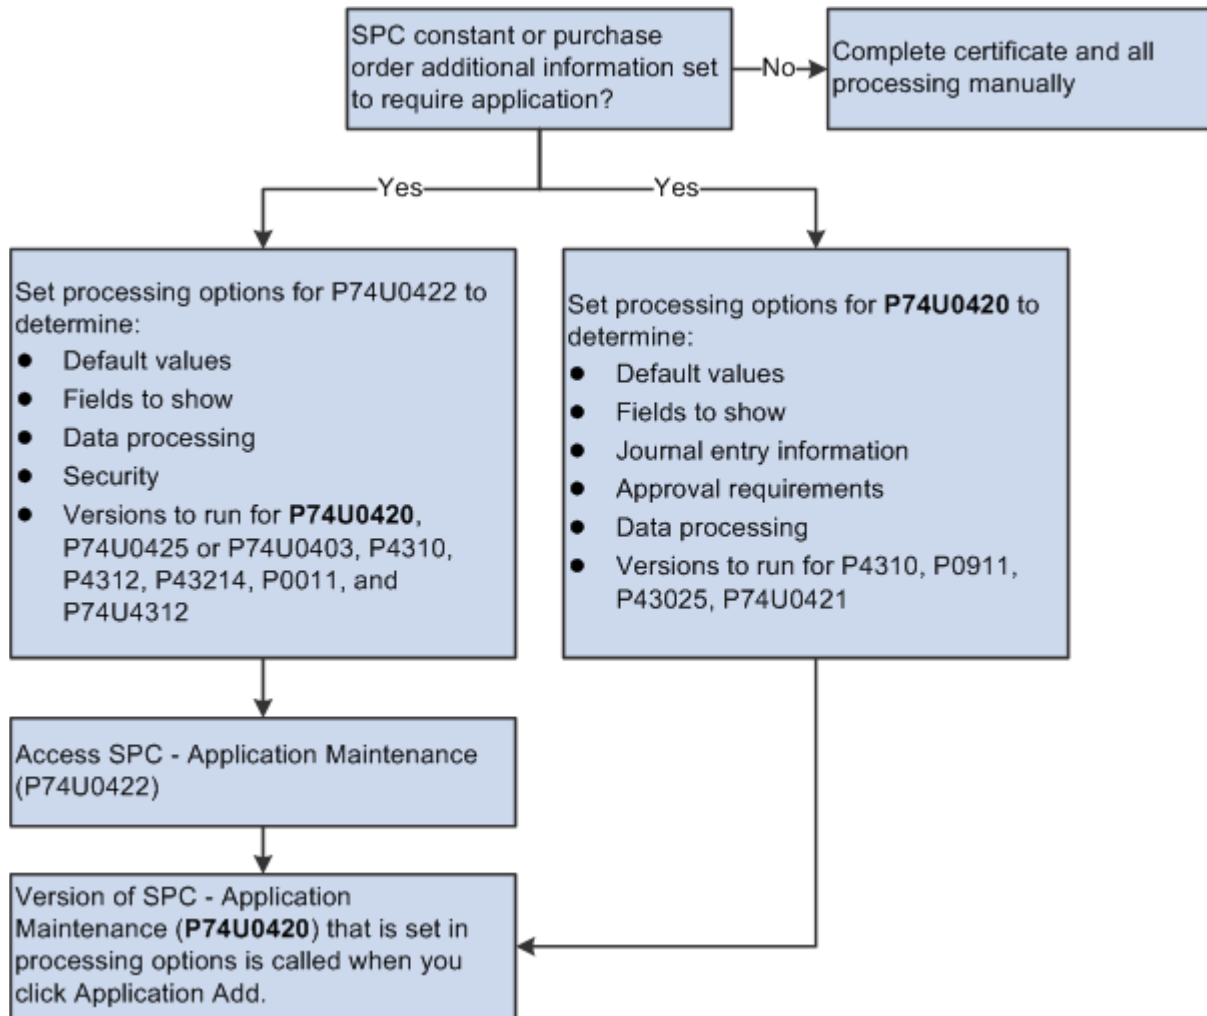 SPC constant or purchase
order additional information set
to require application?
No
Complete certificate and all
processing manually
Yes
Yes
Set processing options for P74U0422 to
determine:
● Default values
● Fields to show
● Data processing
● Security
● Versions to run for P74U0420,
P74U0425 or P74U0403, P4310,
P4312, P43214, P0011, and
P74U4312
Set processing options for P74U0420 to
determine:
● Default values
● Fields to show
● Journal entry information
● Approval requirements
● Data processing
● Versions to run for P4310, P0911,
P43025, P74U0421
Access SPC - Application Maintenance
(P74U0422)
Version of SPC - Application
Maintenance (P74U0420) that is set in
processing options is called when you
click Application Add.